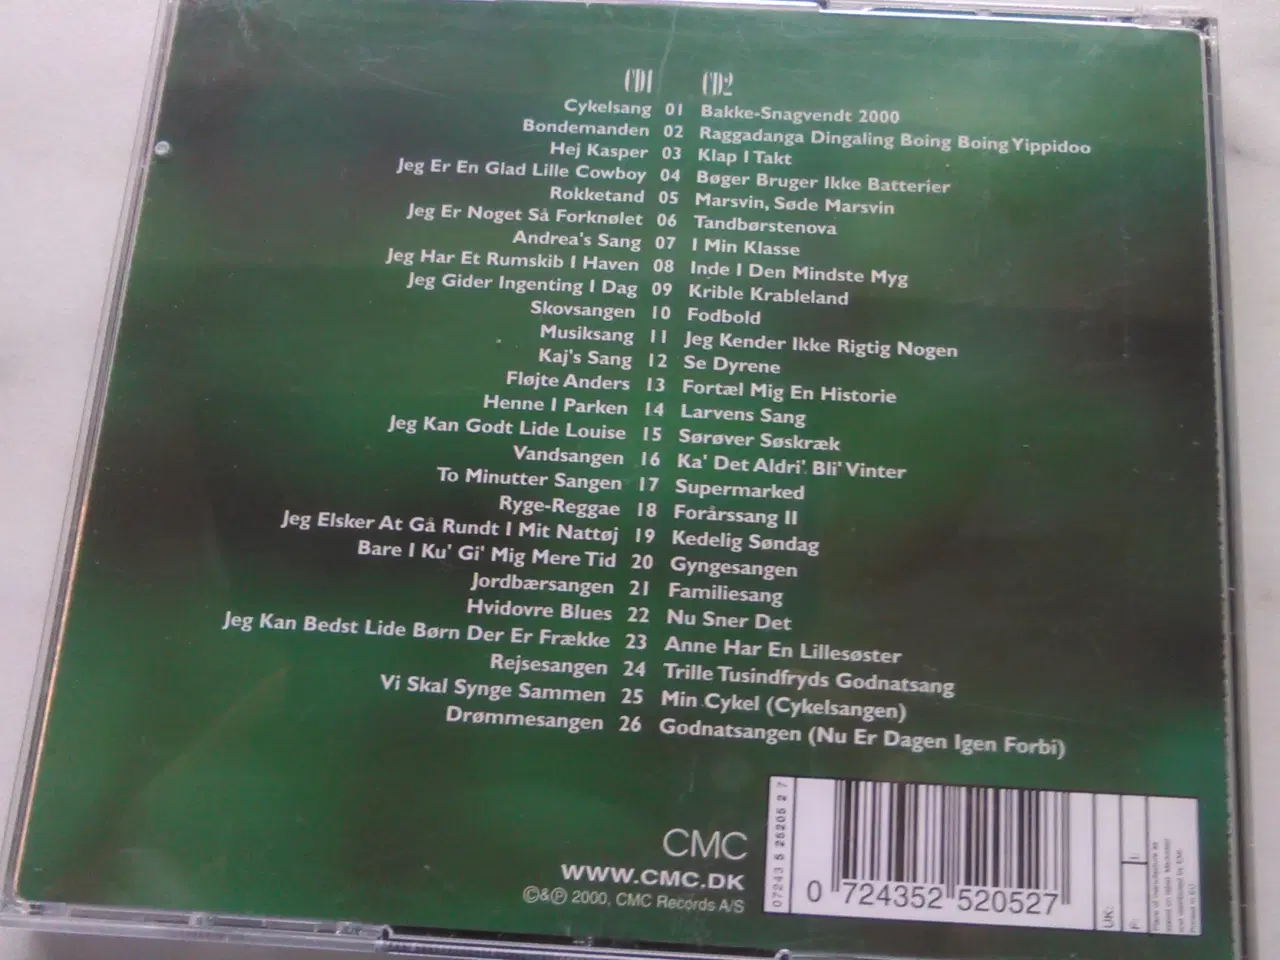 CD1 CD2
Cykelsang 01 Bakke-Snagvendt 2000
Bondemanden 02 Raggadanga Dingaling Boing Boing Yippidoo
Hej Kasper 03 Klap I Takt
Jeg Er En Glad Lille Cowboy 04 Bøger Bruger Ikke Batterier
Rokketand 05 Marsvin, Søde Marsvin
Jeg Er Noget Så Forknølet 06 Tandbørstenova
Andrea's Sang 07 I Min Klasse
Jeg Har Et Rumskib I Haven 08 Inde I Den Mindste Myg
Jeg Gider Ingenting I Dag 09 Krible Krableland
Skovsangen 10 Fodbold
Musiksang 11 Jeg Kender Ikke Rigtig Nogen
Kaj's Sang 12 Se Dyrene
Fløjte Anders 13 Fortæl Mig En Historie
Henne I Parken 14 Larvens Sang
Jeg Kan Godt Lide Louise 15 Sørøver Søskræk
Vandsangen 16 Ka' Det Aldri' Bli' Vinter
To Minutter Sangen 17 Supermarked
Ryge-Reggae 18 Forårssang II
Jeg Elsker At Gå Rundt I Mit Nattøj 19 Kedelig Søndag
Bare I Ku' Gi' Mig Mere Tid 20 Gyngesangen
Jordbærsangen 21 Familiesang
Hvidovre Blues 22 Nu Sner Det
Jeg Kan Bedst Lide Børn Der Er Frække 23 Anne Har En Lillesøster
Rejsesangen 24 Trille Tusindfryds Godnatsang
Vi Skal Synge Sammen 25 Min Cykel (Cykelsangen)
Drømmesangen 26 Godnatsangen (Nu Er Dagen Igen Forbi)
CMC
WWW.CMC.DK
©&℗ 2000, CMC Records A/S
07243 5 25205 2 7
0 724352 520527
UK:
F: